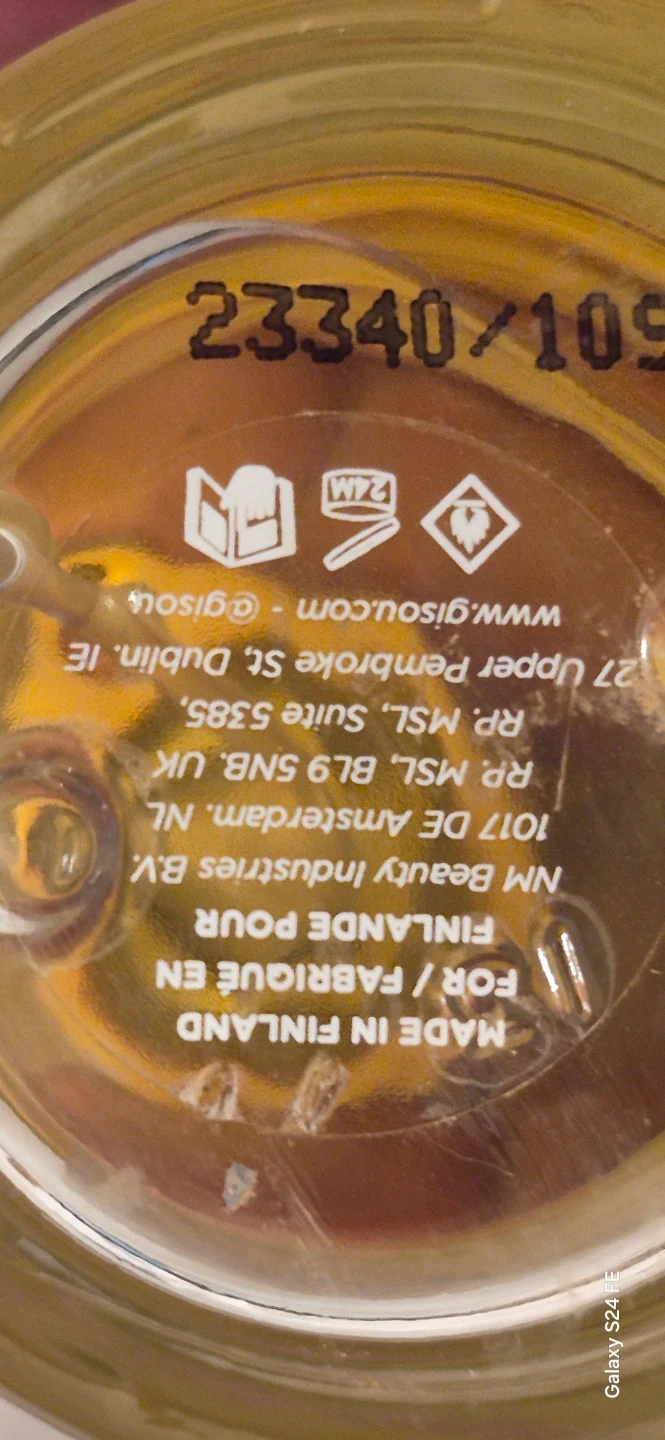 23340/109
MADE IN FINLAND
FOR / FABRIQUÉ EN
FINLANDE POUR
NM Beauty Industries B.V.
1017 DE Amsterdam. NL
RP. MSL, BL9 5NB. UK
RP. MSL, Suite 5385,
27 Upper Pembroke St, Dublin. IE
www.gisou.com - @gisou
24M
Galaxy S24 FE